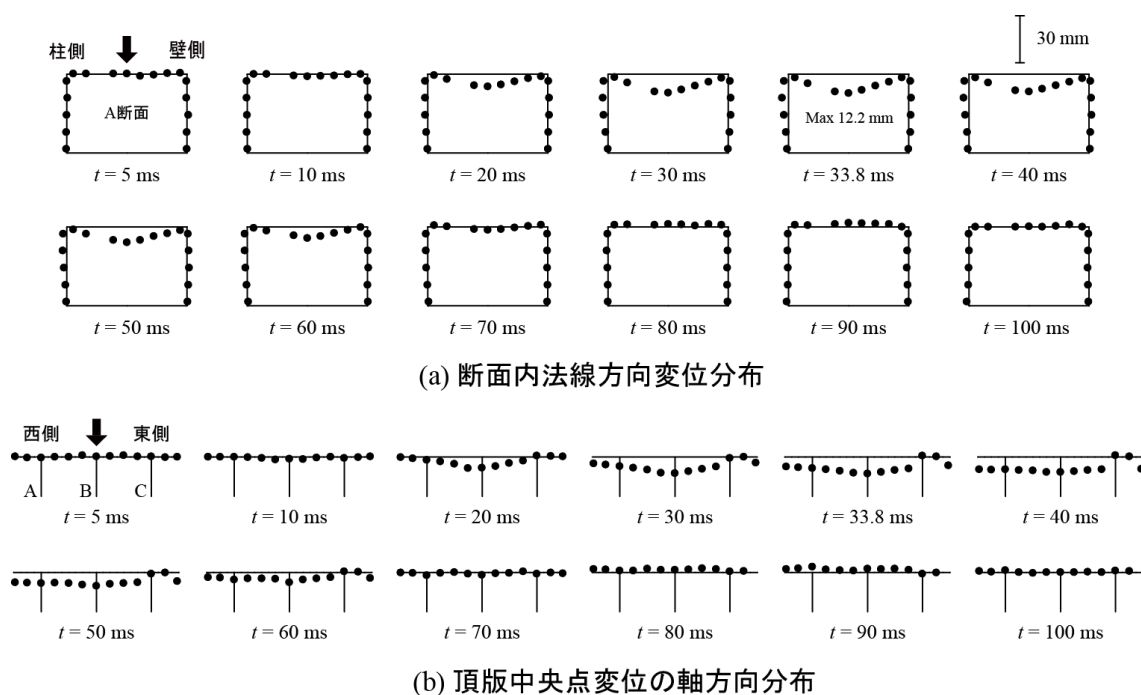 柱側 壁側 30 mm
A断面 Max 12.2 mm
t = 5 ms t = 10 ms t = 20 ms t = 30 ms t = 33.8 ms t = 40 ms
t = 50 ms t = 60 ms t = 70 ms t = 80 ms t = 90 ms t = 100 ms
(a) 断面内法線方向変位分布
西側 東側
A B C
t = 5 ms t = 10 ms t = 20 ms t = 30 ms t = 33.8 ms t = 40 ms
t = 50 ms t = 60 ms t = 70 ms t = 80 ms t = 90 ms t = 100 ms
(b) 頂版中央点変位の軸方向分布